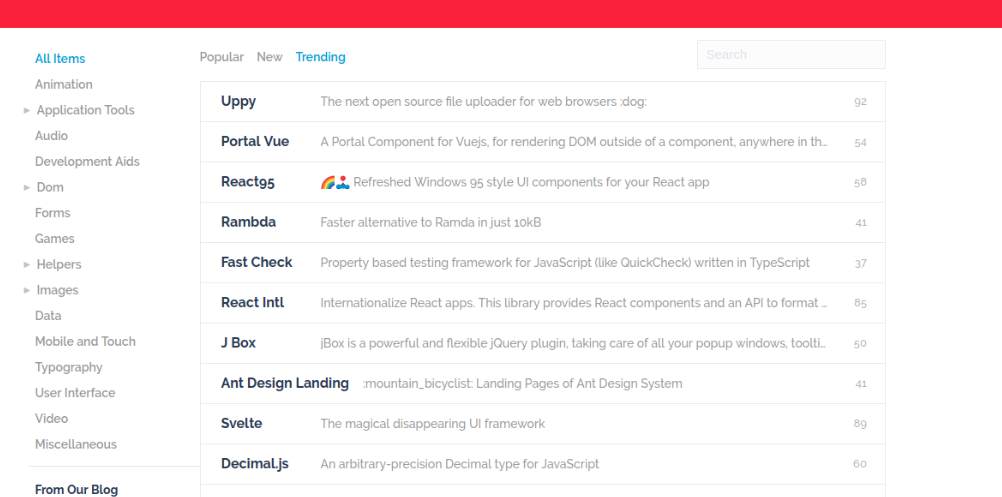 All Items
Animation
Application Tools
Audio
Development Aids
Dom
Forms
Games
Helpers
Images
Data
Mobile and Touch
Typography
User Interface
Video
Miscellaneous
From Our Blog
Popular New Trending
Search
Uppy The next open source file uploader for web browsers :dog: 92
Portal Vue A Portal Component for Vuejs, for rendering DOM outside of a component, anywhere in th... 54
React95 🌈🕹️ Refreshed Windows 95 style UI components for your React app 58
Rambda Faster alternative to Ramda in just 10kB 41
Fast Check Property based testing framework for JavaScript (like QuickCheck) written in TypeScript 37
React Intl Internationalize React apps. This library provides React components and an API to format ... 85
J Box jBox is a powerful and flexible jQuery plugin, taking care of all your popup windows, toolti... 50
Ant Design Landing :mountain_bicyclist: Landing Pages of Ant Design System 41
Svelte The magical disappearing UI framework 89
Decimal.js An arbitrary-precision Decimal type for JavaScript 60